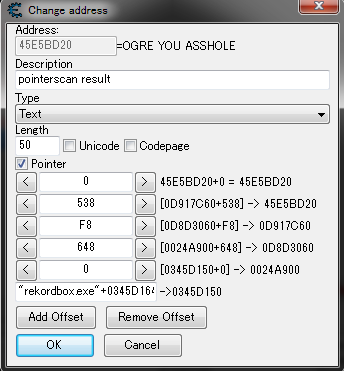 Change address
Address:
45E5BD20 =OGRE YOU ASSHOLE
Description
pointerscan result
Type
Text
Length
50 Unicode Codepage
Pointer
< 0 > 45E5BD20+0 = 45E5BD20
< 538 > [0D917C60+538] -> 45E5BD20
< F8 > [0D8D3060+F8] -> 0D917C60
< 648 > [0024A900+648] -> 0D8D3060
< 0 > [0345D150+0] -> 0024A900
"rekordbox.exe"+0345D164 ->0345D150
Add Offset Remove Offset
OK Cancel